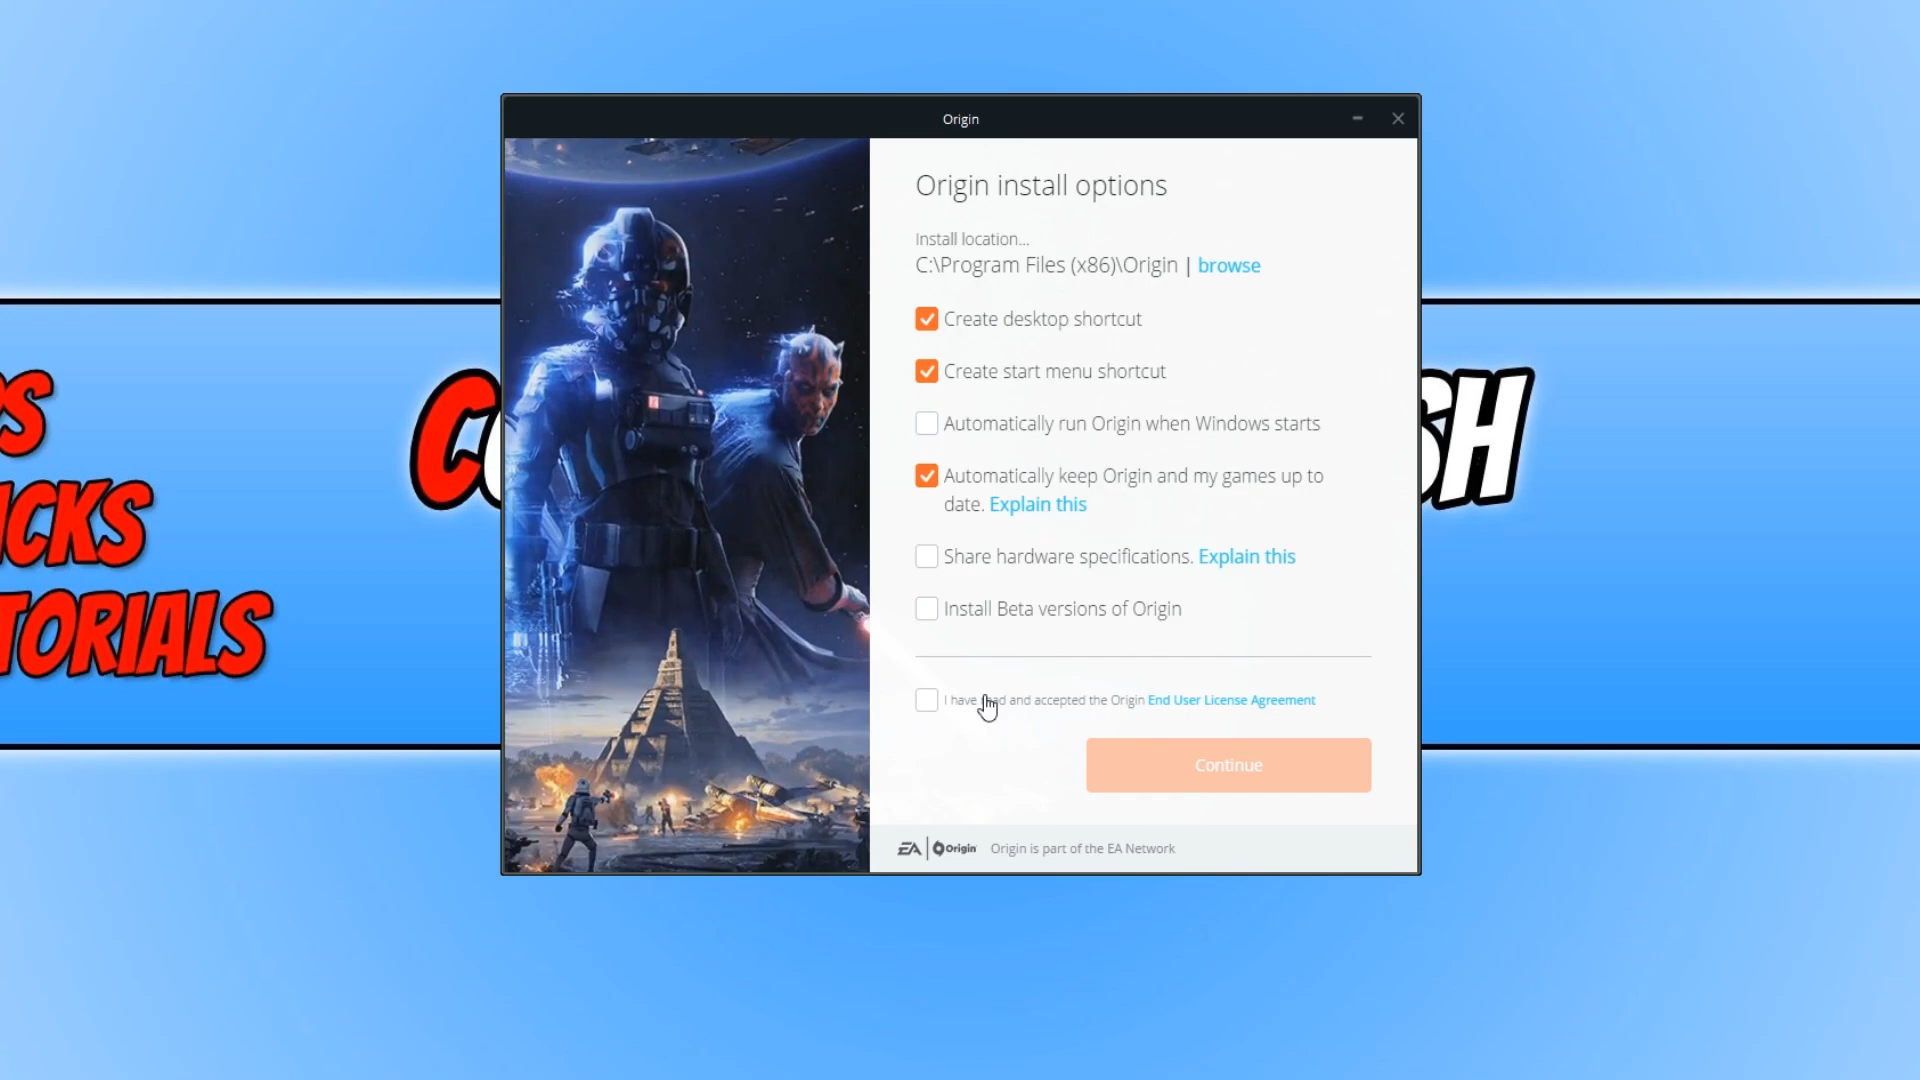 Origin
Origin install options
Install location...
C:\Program Files (x86)\Origin | browse
Create desktop shortcut
Create start menu shortcut
Automatically run Origin when Windows starts
Automatically keep Origin and my games up to
date. Explain this
Share hardware specifications. Explain this
Install Beta versions of Origin
I have read and accepted the Origin End User License Agreement
Continue
EA | Origin Origin is part of the EA Network